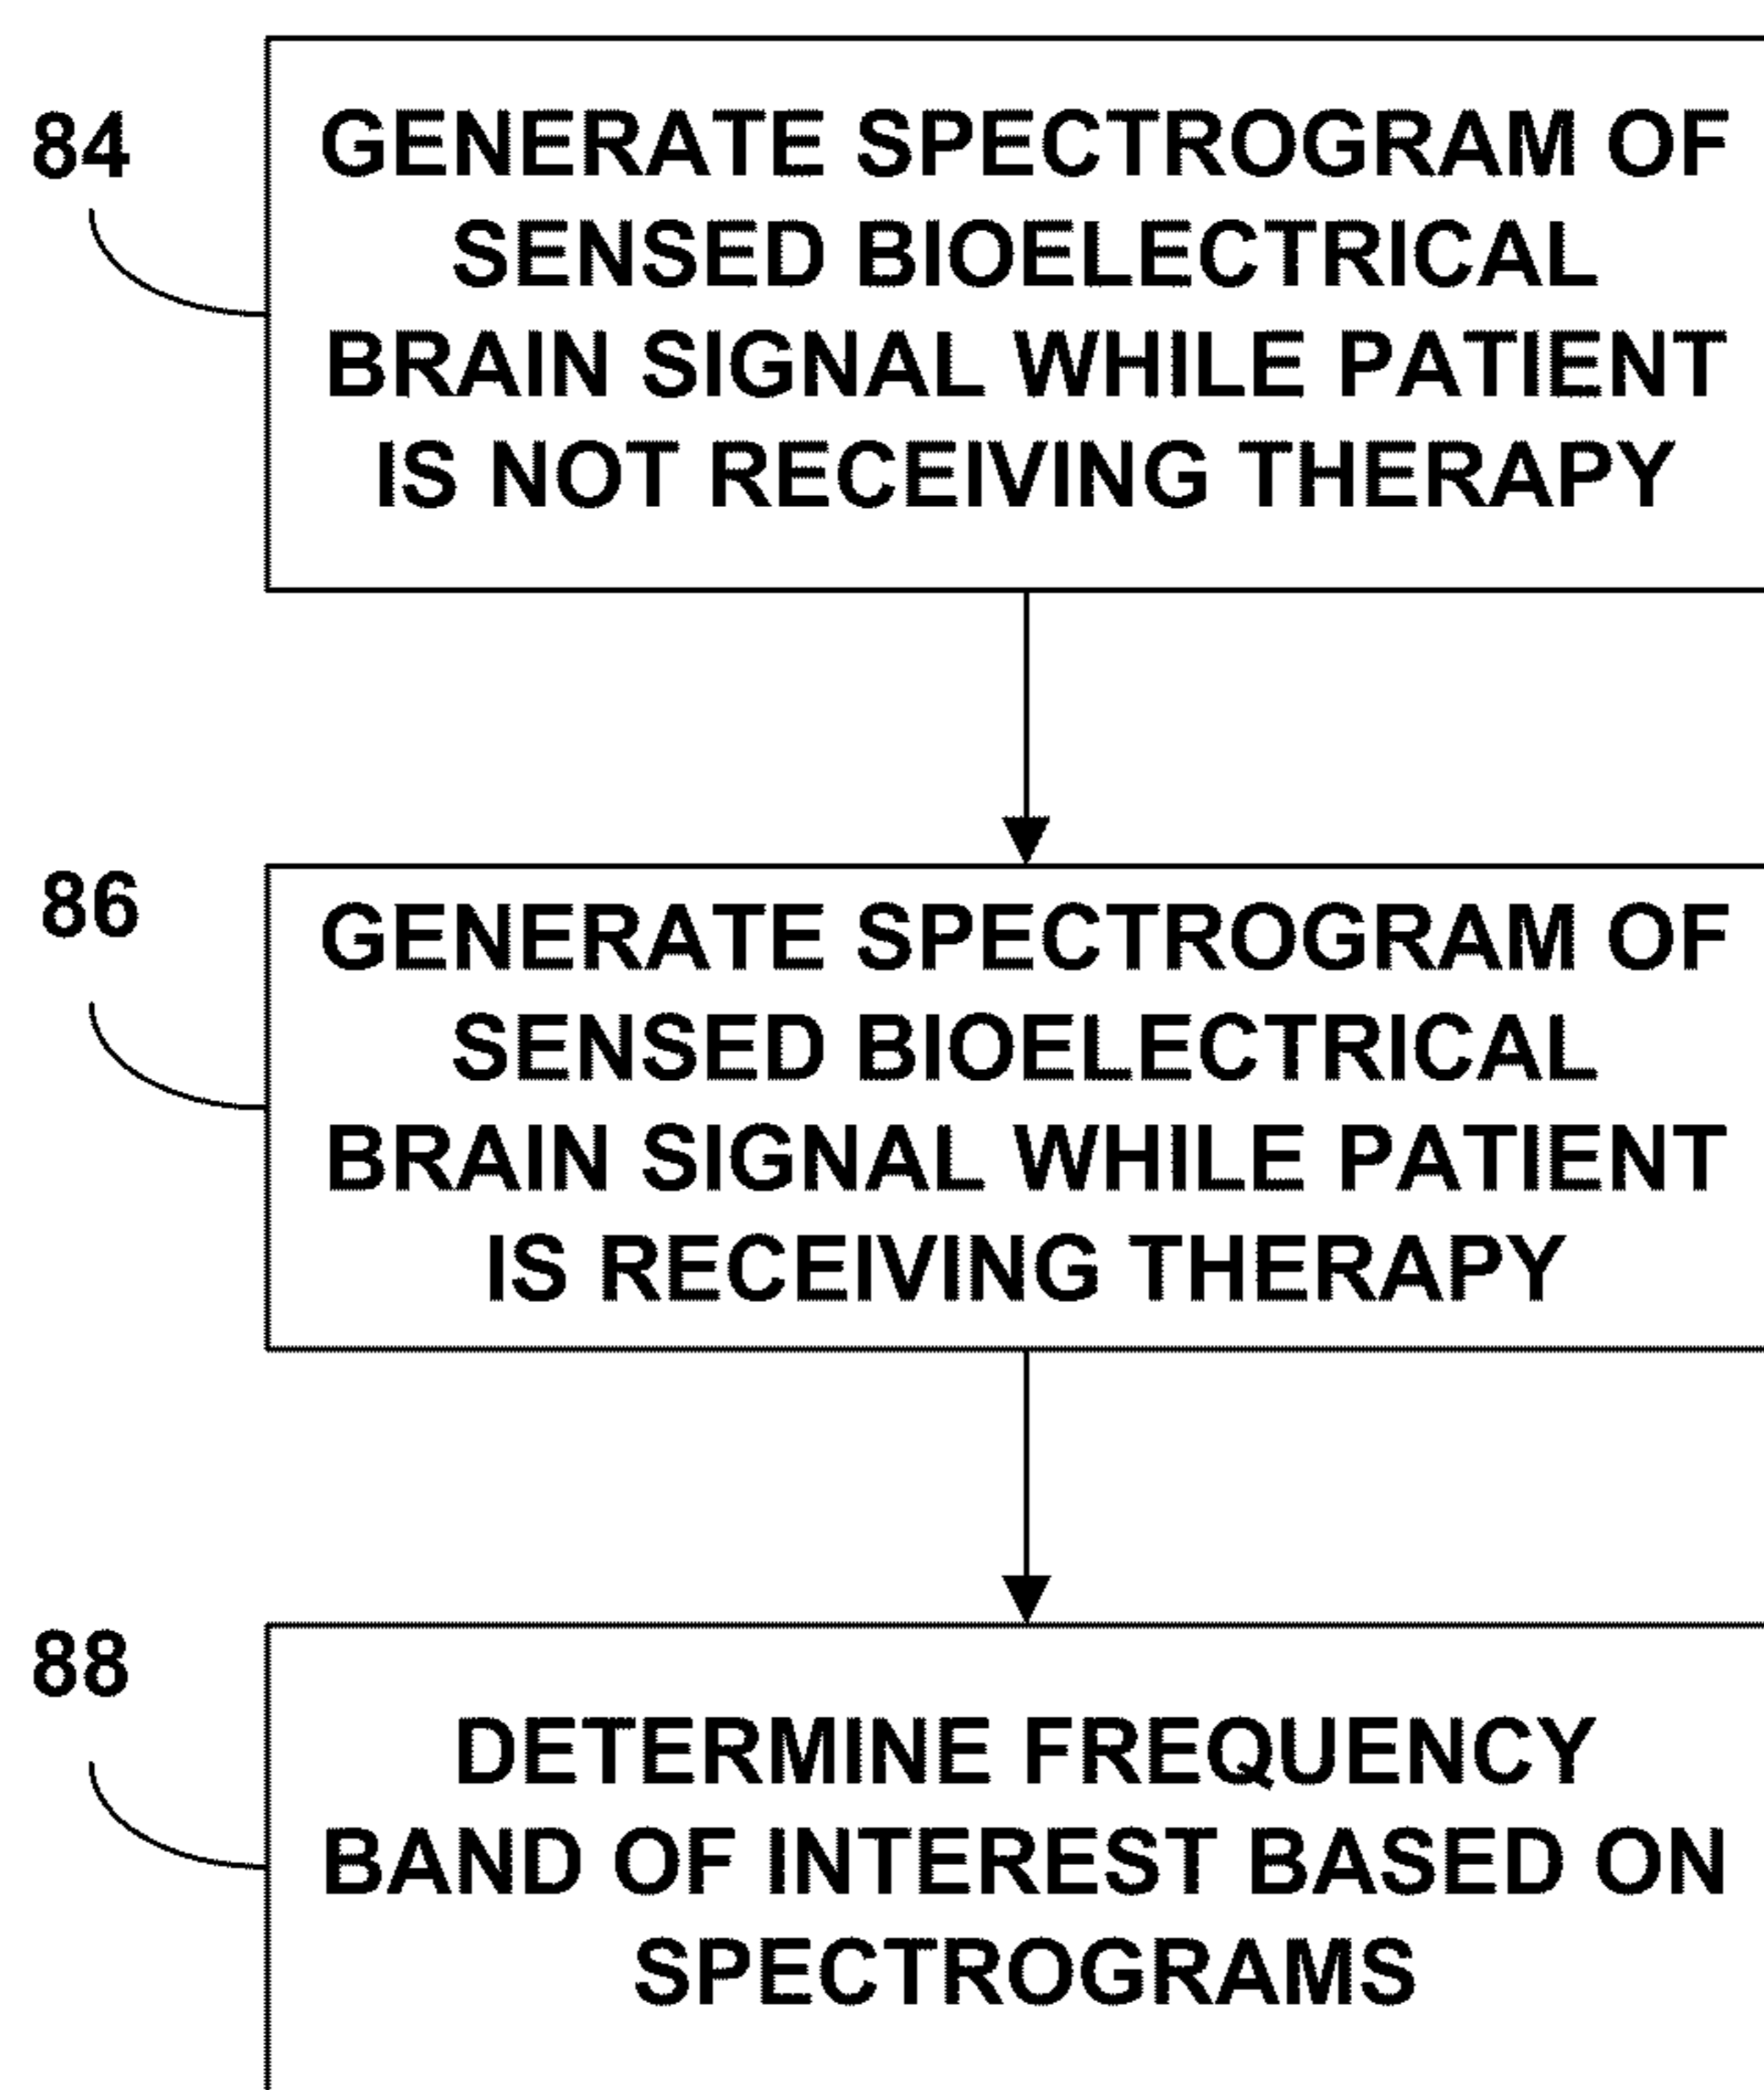 84
GENERATE SPECTROGRAM OF
SENSED BIOELECTRICAL
BRAIN SIGNAL WHILE PATIENT
IS NOT RECEIVING THERAPY
86
GENERATE SPECTROGRAM OF
SENSED BIOELECTRICAL
BRAIN SIGNAL WHILE PATIENT
IS RECEIVING THERAPY
88
DETERMINE FREQUENCY
BAND OF INTEREST BASED ON
SPECTROGRAMS